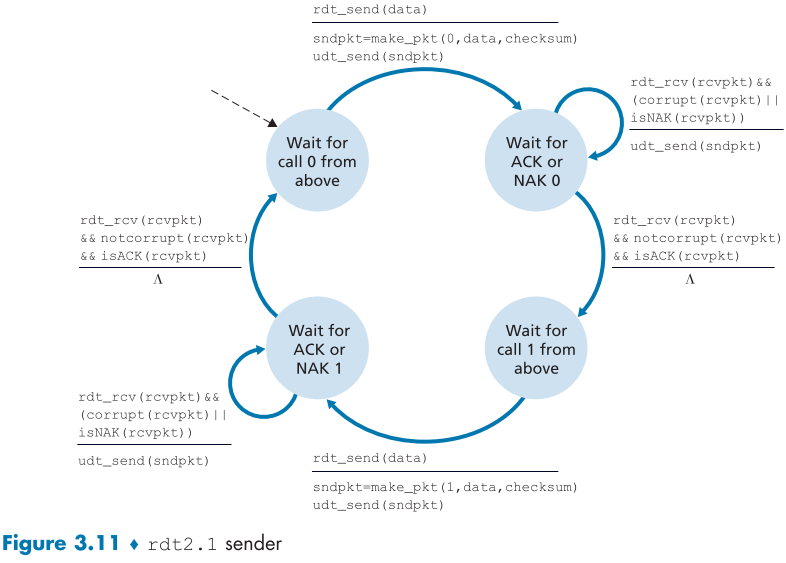 rdt_send(data)
sndpkt=make_pkt(0,data,checksum)
udt_send(sndpkt)
rdt_rcv(rcvpkt)&&
(corrupt(rcvpkt)||
isNAK(rcvpkt))
udt_send(sndpkt)
Wait for
call 0 from
above
Wait for
ACK or
NAK 0
rdt_rcv(rcvpkt)
&& notcorrupt(rcvpkt)
&& isACK(rcvpkt)
Λ
rdt_rcv(rcvpkt)
&& notcorrupt(rcvpkt)
&& isACK(rcvpkt)
Λ
Wait for
ACK or
NAK 1
Wait for
call 1 from
above
rdt_rcv(rcvpkt)&&
(corrupt(rcvpkt)||
isNAK(rcvpkt))
udt_send(sndpkt)
rdt_send(data)
sndpkt=make_pkt(1,data,checksum)
udt_send(sndpkt)
Figure 3.11 ♦ rdt2.1 sender